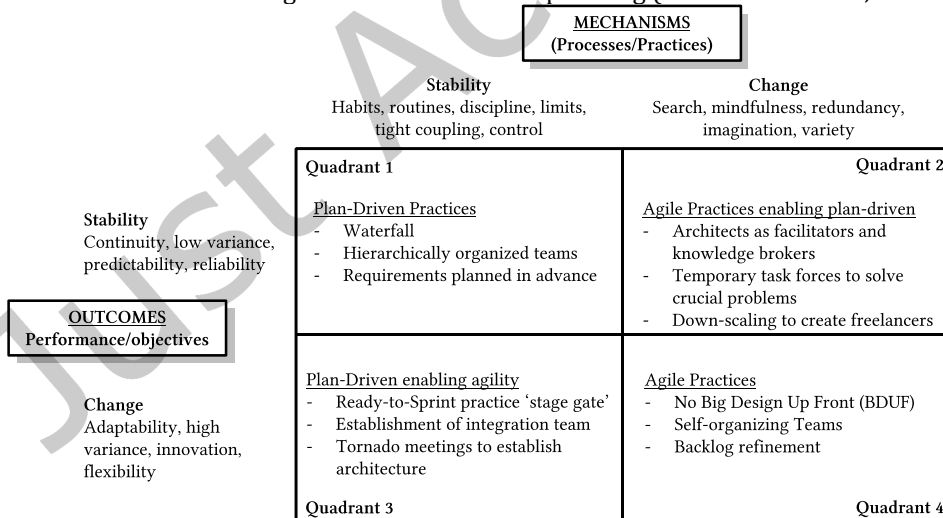 MECHANISMS
(Processes/Practices)
Stability
Habits, routines, discipline, limits,
tight coupling, control
Change
Search, mindfulness, redundancy,
imagination, variety
Quadrant 1
Quadrant 2
Stability
Continuity, low variance,
predictability, reliability
Plan-Driven Practices
- Waterfall
- Hierarchically organized teams
- Requirements planned in advance
Agile Practices enabling plan-driven
- Architects as facilitators and
knowledge brokers
- Temporary task forces to solve
crucial problems
- Down-scaling to create freelancers
OUTCOMES
Performance/objectives
Change
Adaptability, high
variance, innovation,
flexibility
Plan-Driven enabling agility
- Ready-to-Sprint practice ‘stage gate’
- Establishment of integration team
- Tornado meetings to establish
architecture
Quadrant 3
Agile Practices
- No Big Design Up Front (BDUF)
- Self-organizing Teams
- Backlog refinement
Quadrant 4
Just Ac